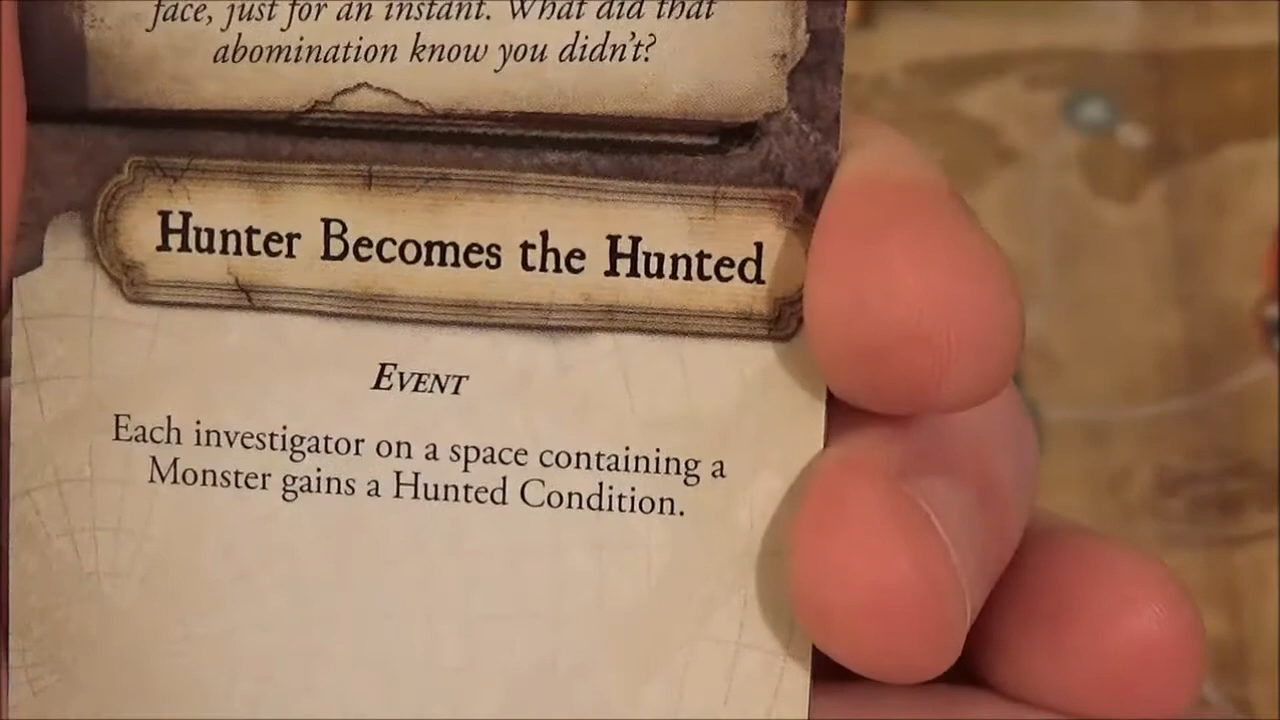 face, just for an instant. What did that
abomination know you didn't?
Hunter Becomes the Hunted
EVENT
Each investigator on a space containing a
Monster gains a Hunted Condition.